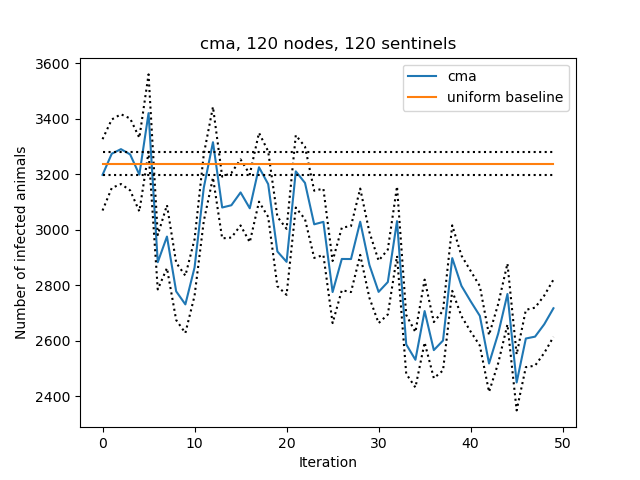 cma, 120 nodes, 120 sentinels
3600
3400
3200
3000
2800
2600
2400
Number of infected animals
cma
uniform baseline
0 10 20 30 40 50
Iteration